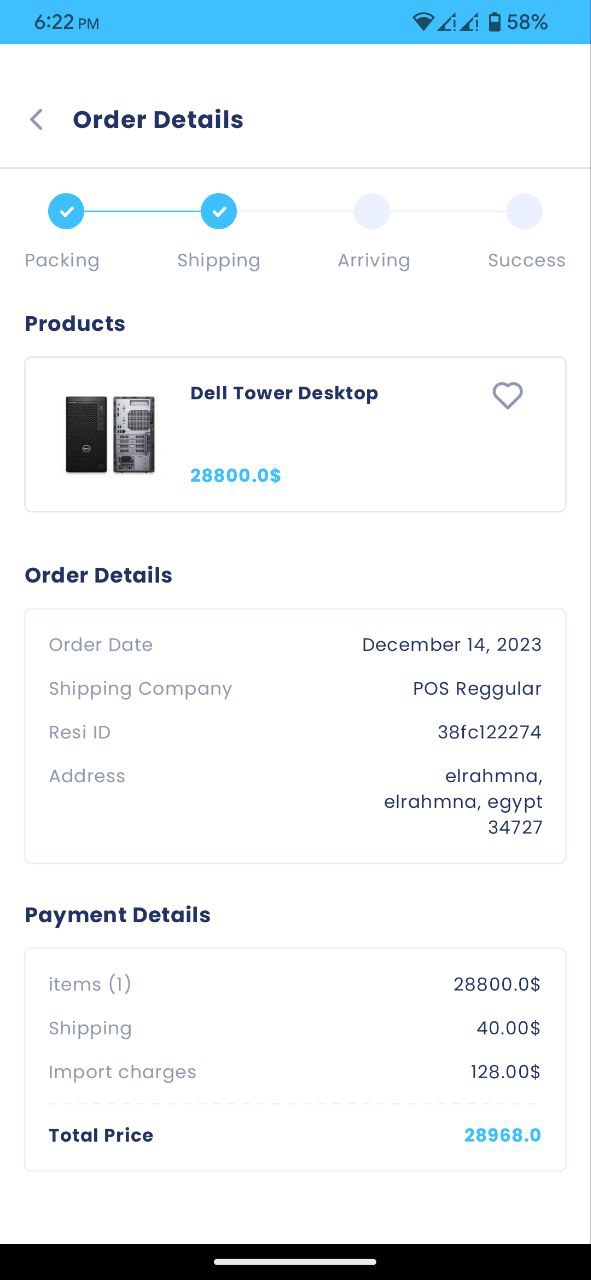 6:22 PM 58%
Order Details
Packing Shipping Arriving Success
Products
Dell Tower Desktop
28800.0$
Order Details
Order Date December 14, 2023
Shipping Company POS Reggular
Resi ID 38fc122274
Address elrahmna,
elrahmna, egypt
34727
Payment Details
items (1) 28800.0$
Shipping 40.00$
Import charges 128.00$
Total Price 28968.0